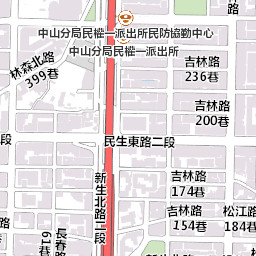 中山分局民權一派出所民防協勤中心
中山分局民權一派出所
林森北路
399巷
吉林路
236巷
吉林路
200巷
民生東路二段
新生北路二段
吉林路
174巷
吉林路
154巷
松江路
184巷
長春路
61巷